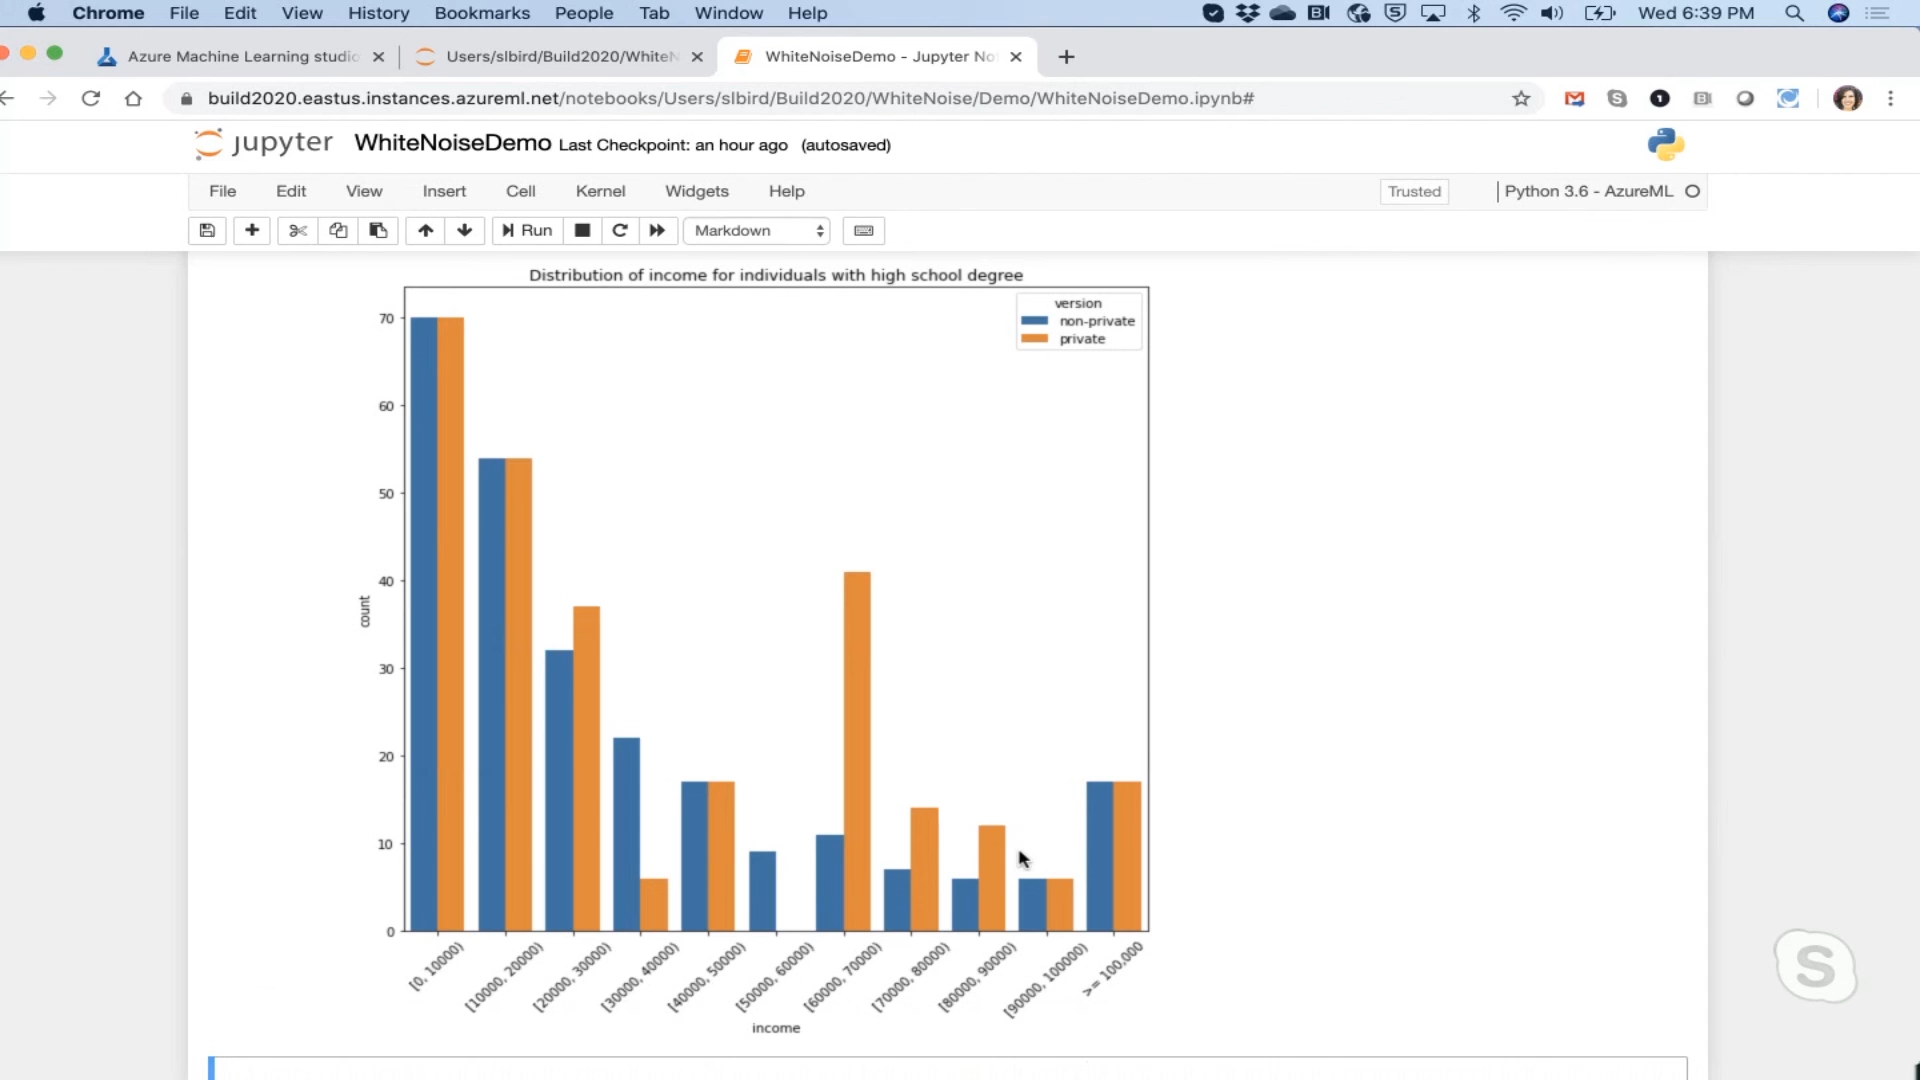 Chrome File Edit View History Bookmarks People Tab Window Help Wed 6:39 PM
Azure Machine Learning studio Users/slbird/Build2020/WhiteN WhiteNoiseDemo - Jupyter No
build2020.eastus.instances.azureml.net/notebooks/Users/slbird/Build2020/WhiteNoise/Demo/WhiteNoiseDemo.ipynb#
jupyter WhiteNoiseDemo Last Checkpoint: an hour ago (autosaved)
File Edit View Insert Cell Kernel Widgets Help Trusted Python 3.6 - AzureML
Run Markdown
Distribution of income for individuals with high school degree
version
non-private
private
70
60
50
40
30
20
10
0
count
[0, 10000)
[10000, 20000)
[20000, 30000)
[30000, 40000)
[40000, 50000)
[50000, 60000)
[60000, 70000)
[70000, 80000)
[80000, 90000)
[90000, 100000)
>= 100,000
income